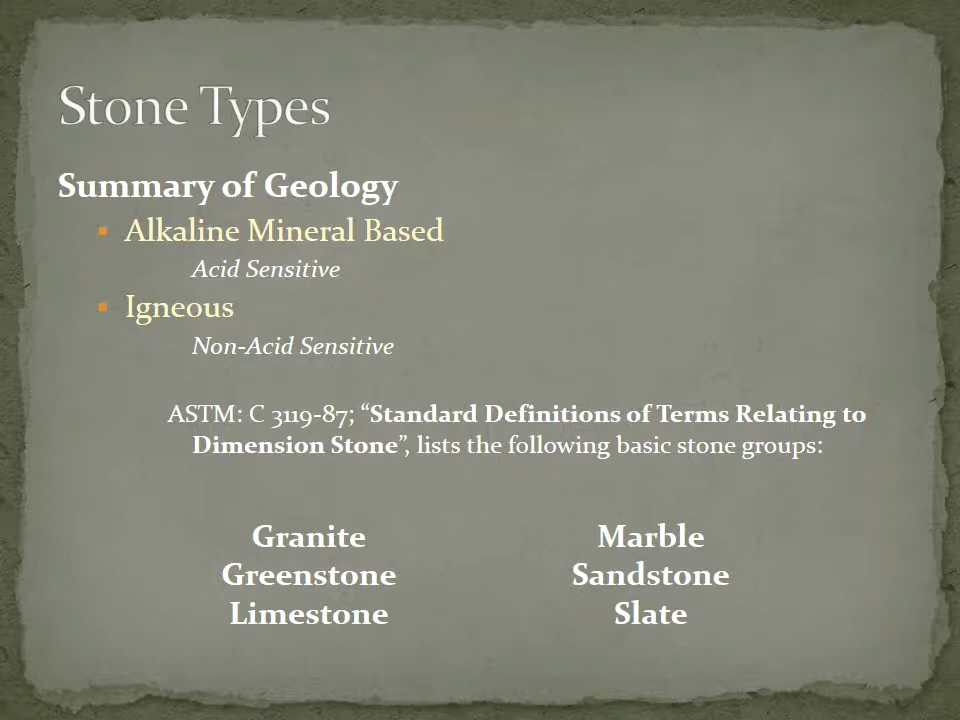 Stone Types
Summary of Geology
▪ Alkaline Mineral Based
Acid Sensitive
▪ Igneous
Non-Acid Sensitive
ASTM: C 3119-87; “Standard Definitions of Terms Relating to
Dimension Stone”, lists the following basic stone groups:
Granite
Greenstone
Limestone
Marble
Sandstone
Slate